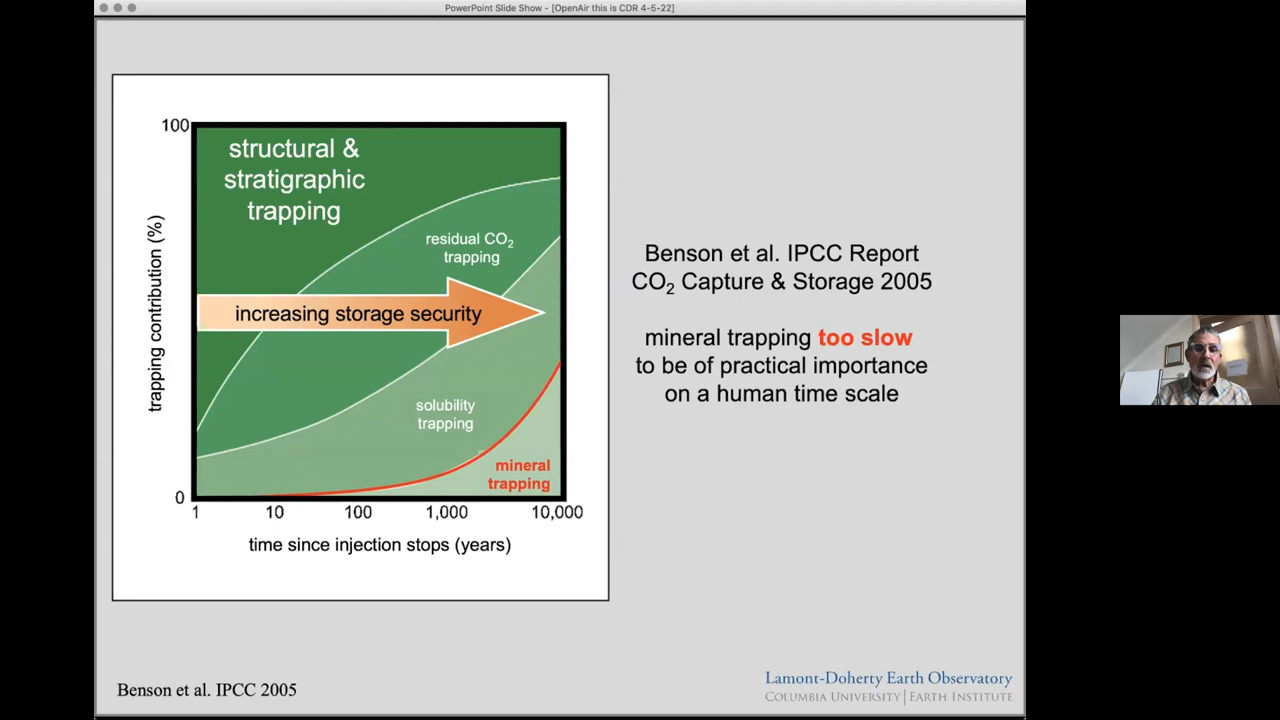 PowerPoint Slide Show - [OpenAir this is CDR 4-5-22]
100
structural &
stratigraphic
trapping
residual CO₂
trapping
increasing storage security
solubility
trapping
mineral
trapping
trapping contribution (%)
0
1
10
100
1,000
10,000
time since injection stops (years)
Benson et al. IPCC Report
CO₂ Capture & Storage 2005
mineral trapping too slow
to be of practical importance
on a human time scale
Benson et al. IPCC 2005
Lamont-Doherty Earth Observatory
COLUMBIA UNIVERSITY | EARTH INSTITUTE